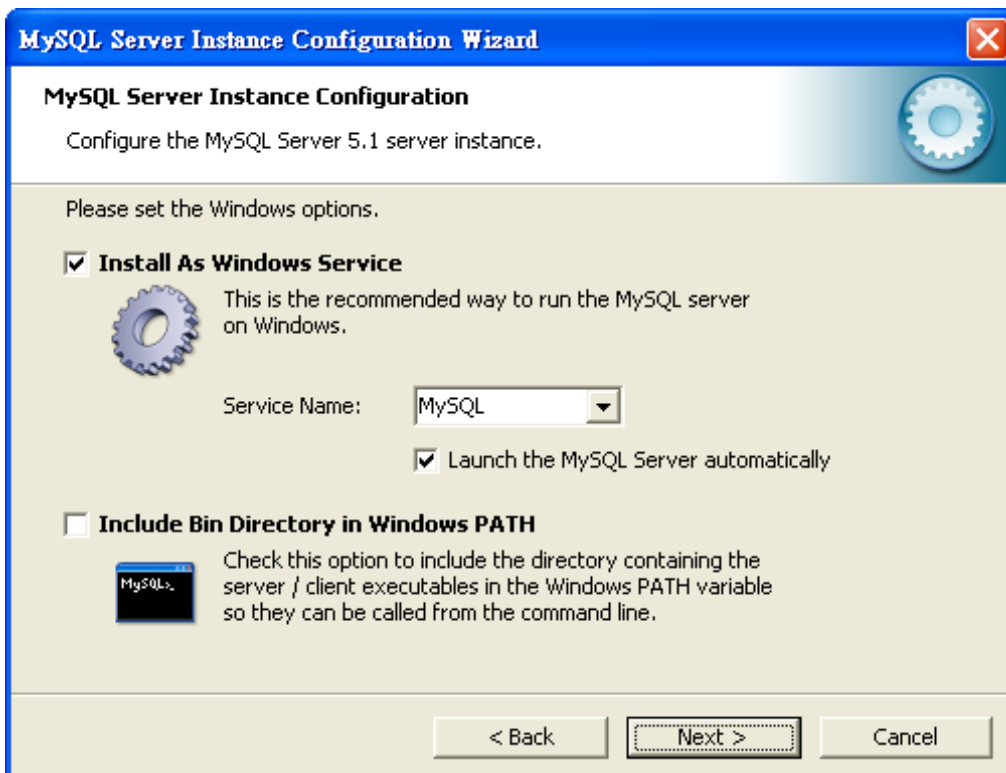 MySQL Server Instance Configuration Wizard
MySQL Server Instance Configuration
Configure the MySQL Server 5.1 server instance.
Please set the Windows options.
Install As Windows Service
This is the recommended way to run the MySQL server
on Windows.
Service Name: MySQL
Launch the MySQL Server automatically
Include Bin Directory in Windows PATH
Check this option to include the directory containing the
server / client executables in the Windows PATH variable
so they can be called from the command line.
MySQL>_
< Back Next > Cancel